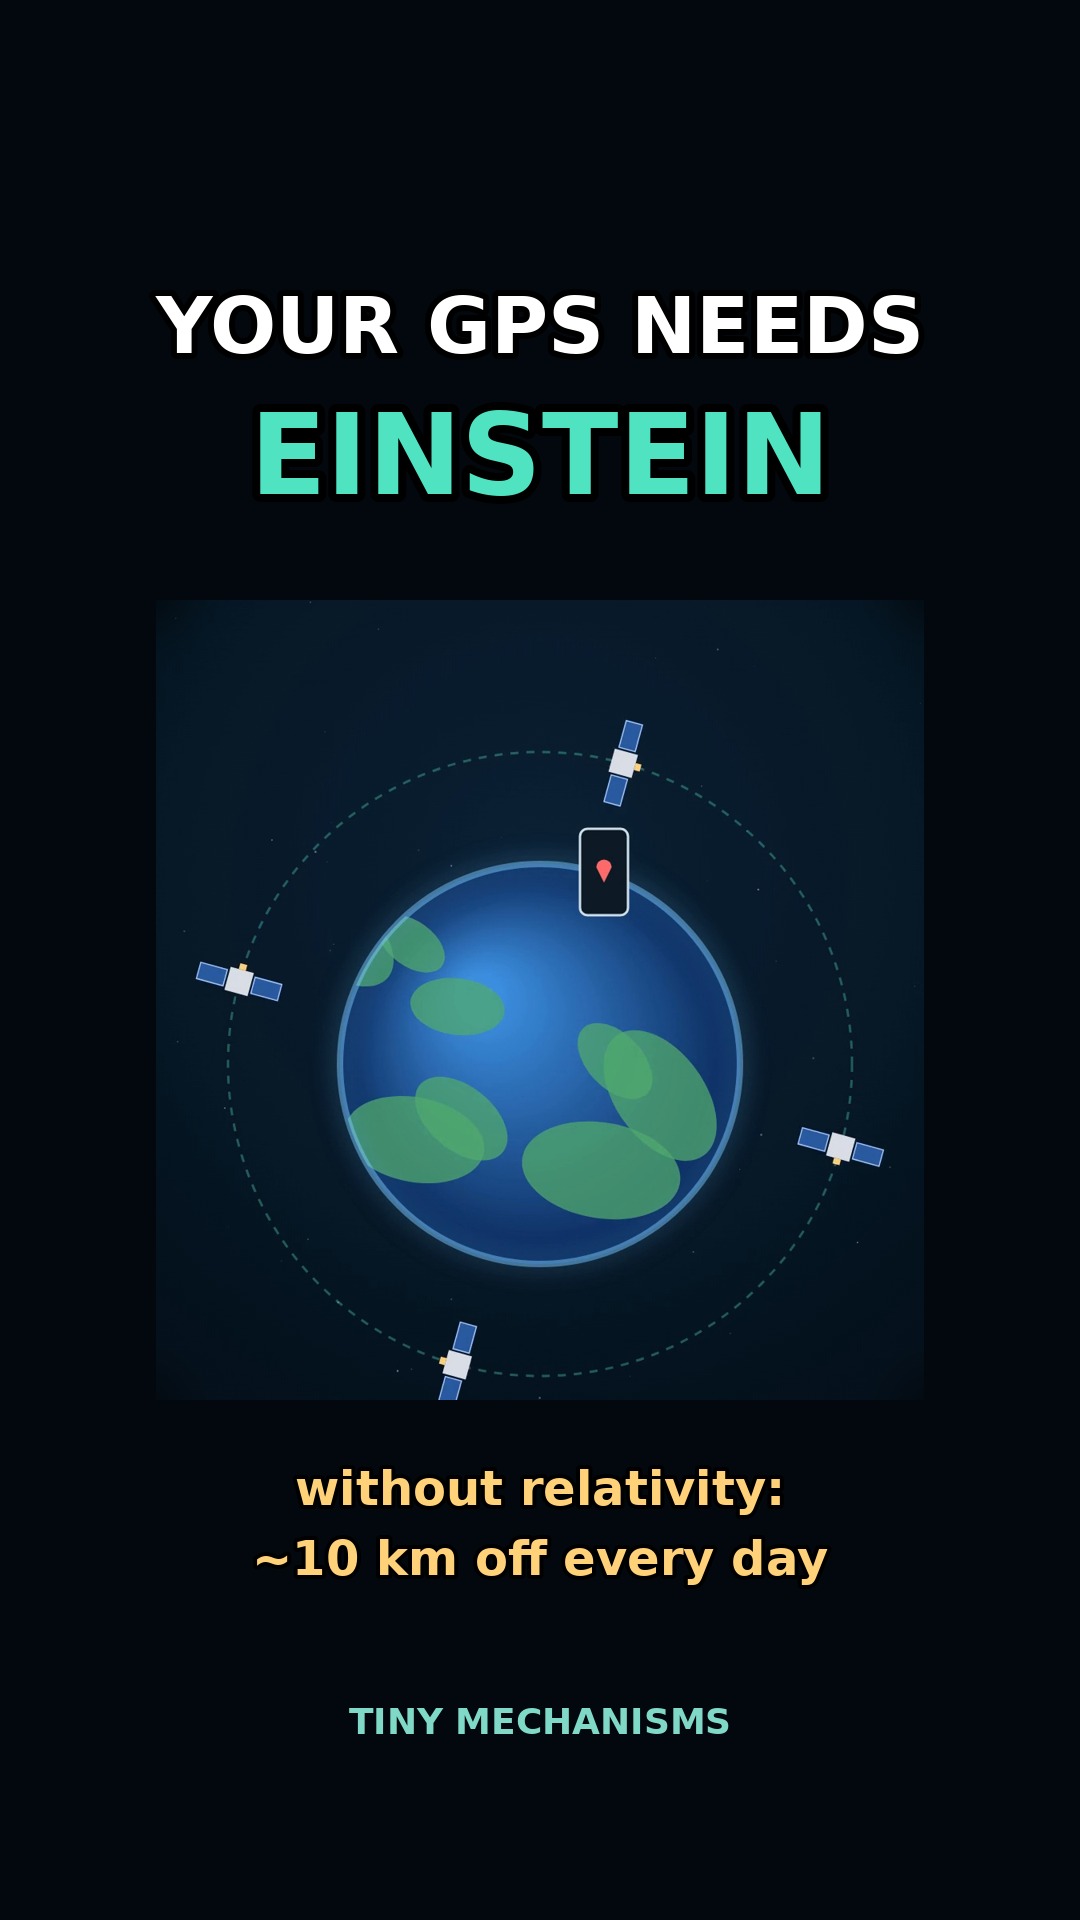 YOUR GPS NEEDS
EINSTEIN
without relativity:
~10 km off every day
TINY MECHANISMS